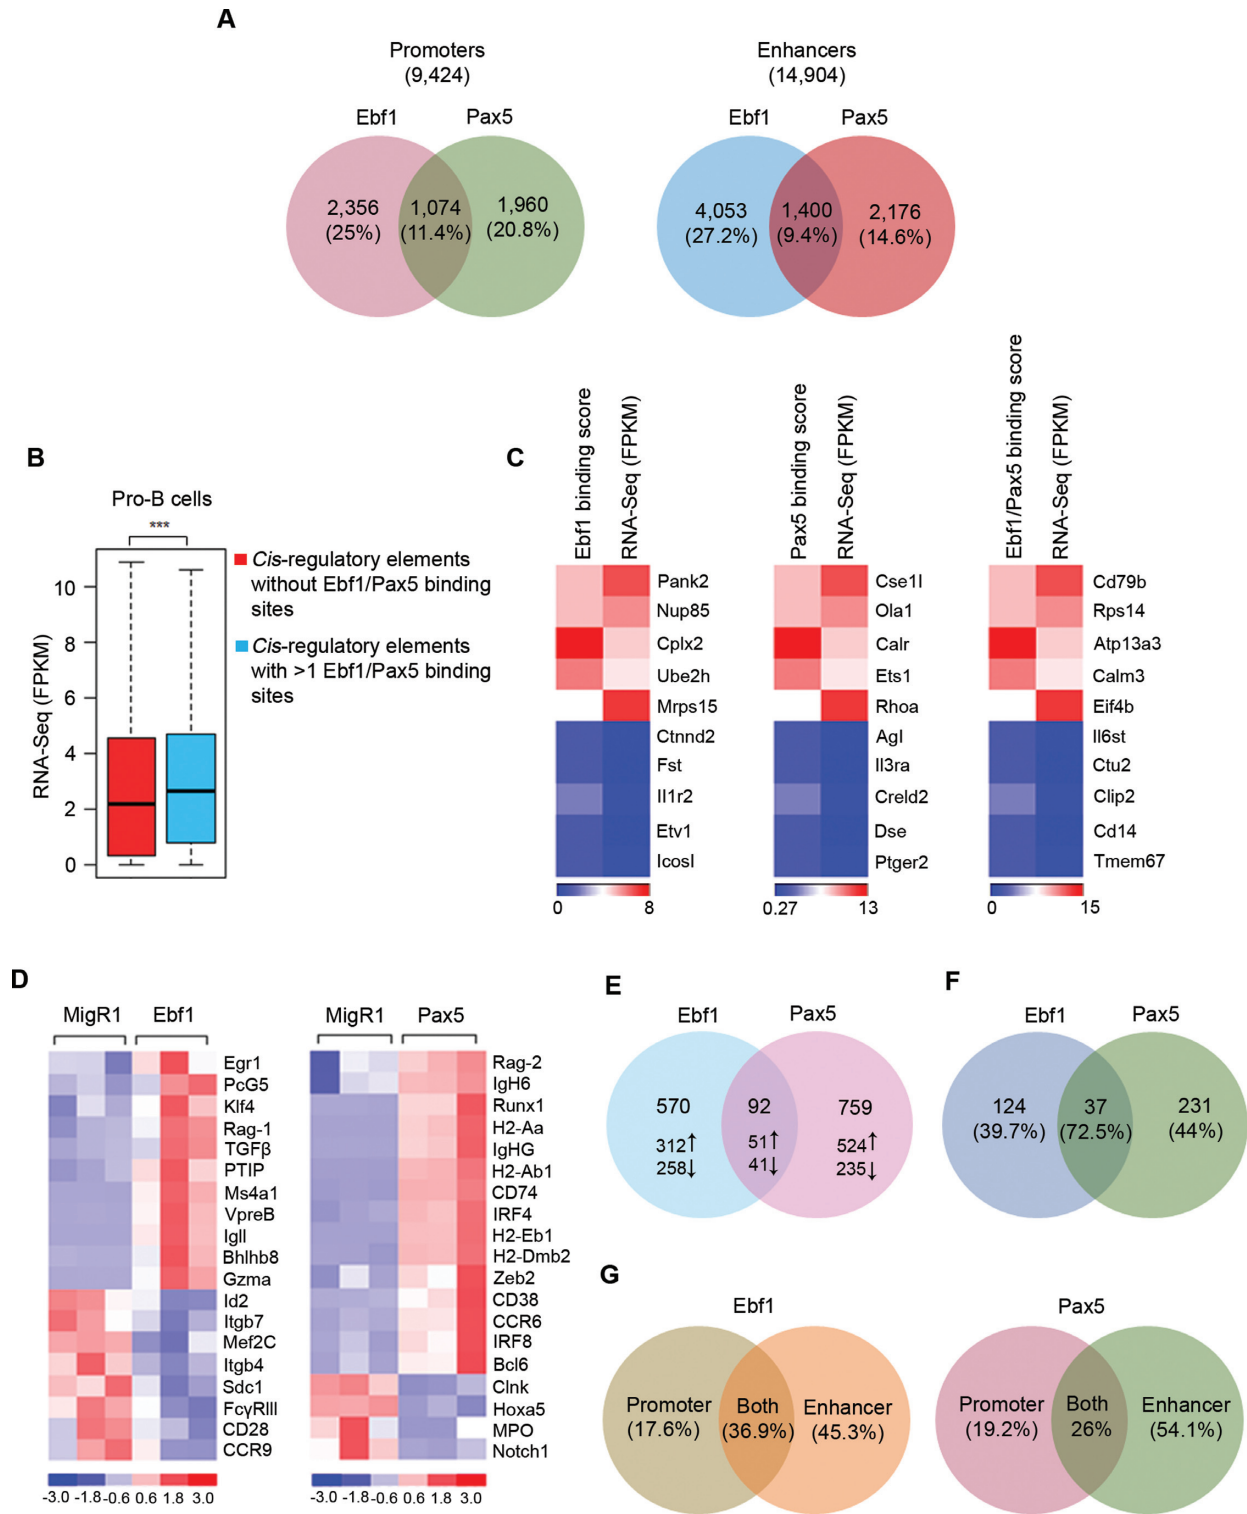 A
Promoters
(9,424)
Enhancers
(14,904)
Ebf1
Pax5
Ebf1
Pax5
2,356
(25%)
1,074
(11.4%)
1,960
(20.8%)
4,053
(27.2%)
1,400
(9.4%)
2,176
(14.6%)
B
Pro-B cells
***
RNA-Seq (FPKM)
10
8
6
4
2
0
Cis-regulatory elements
without Ebf1/Pax5 binding
sites
Cis-regulatory elements
with >1 Ebf1/Pax5 binding
sites
C
Ebf1 binding score
RNA-Seq (FPKM)
Pank2
Nup85
Cplx2
Ube2h
Mrps15
Ctnnd2
Fst
Il1r2
Etv1
Icosl
0
8
Pax5 binding score
RNA-Seq (FPKM)
Cse1l
Ola1
Calr
Ets1
Rhoa
Agl
Il3ra
Creld2
Dse
Ptger2
0.27
13
Ebf1/Pax5 binding score
RNA-Seq (FPKM)
Cd79b
Rps14
Atp13a3
Calm3
Eif4b
Il6st
Ctu2
Clip2
Cd14
Tmem67
0
15
D
MigR1
Ebf1
Egr1
PcG5
Klf4
Rag-1
TGFβ
PTIP
Ms4a1
VpreB
Igll
Bhlhb8
Gzma
Id2
Itgb7
Mef2C
Itgb4
Sdc1
FcγRIII
CD28
CCR9
-3.0 -1.8 -0.6 0.6 1.8 3.0
MigR1
Pax5
Rag-2
IgH6
Runx1
H2-Aa
IgHG
H2-Ab1
CD74
IRF4
H2-Eb1
H2-Dmb2
Zeb2
CD38
CCR6
IRF8
Bcl6
Clnk
Hoxa5
MPO
Notch1
-3.0 -1.8 -0.6 0.6 1.8 3.0
E
Ebf1
Pax5
570
312↑
258↓
92
51↑
41↓
759
524↑
235↓
F
Ebf1
Pax5
124
(39.7%)
37
(72.5%)
231
(44%)
G
Ebf1
Promoter
(17.6%)
Both
(36.9%)
Enhancer
(45.3%)
Pax5
Promoter
(19.2%)
Both
26%
Enhancer
(54.1%)